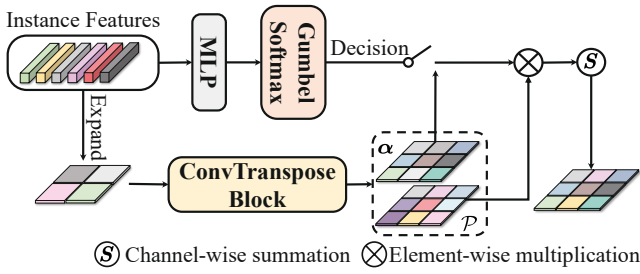 Instance Features
MLP
Gumbel
Softmax
Decision
S
Expand
ConvTranspose
Block
α
𝒫
S Channel-wise summation
Element-wise multiplication